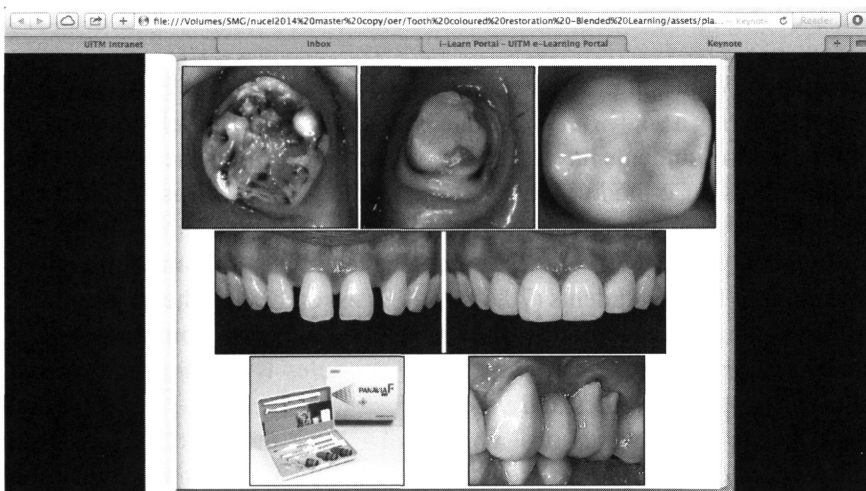 file:///Volumes/SMG/nucel2014%20master%20copy/oer/Tooth%20coloured%20restoration%20-Blended%20Learning/assets/pla... — keynote Reader
UiTM Intranet Inbox i-Learn Portal - UiTM e-Learning Portal Keynote
PANAVIA F